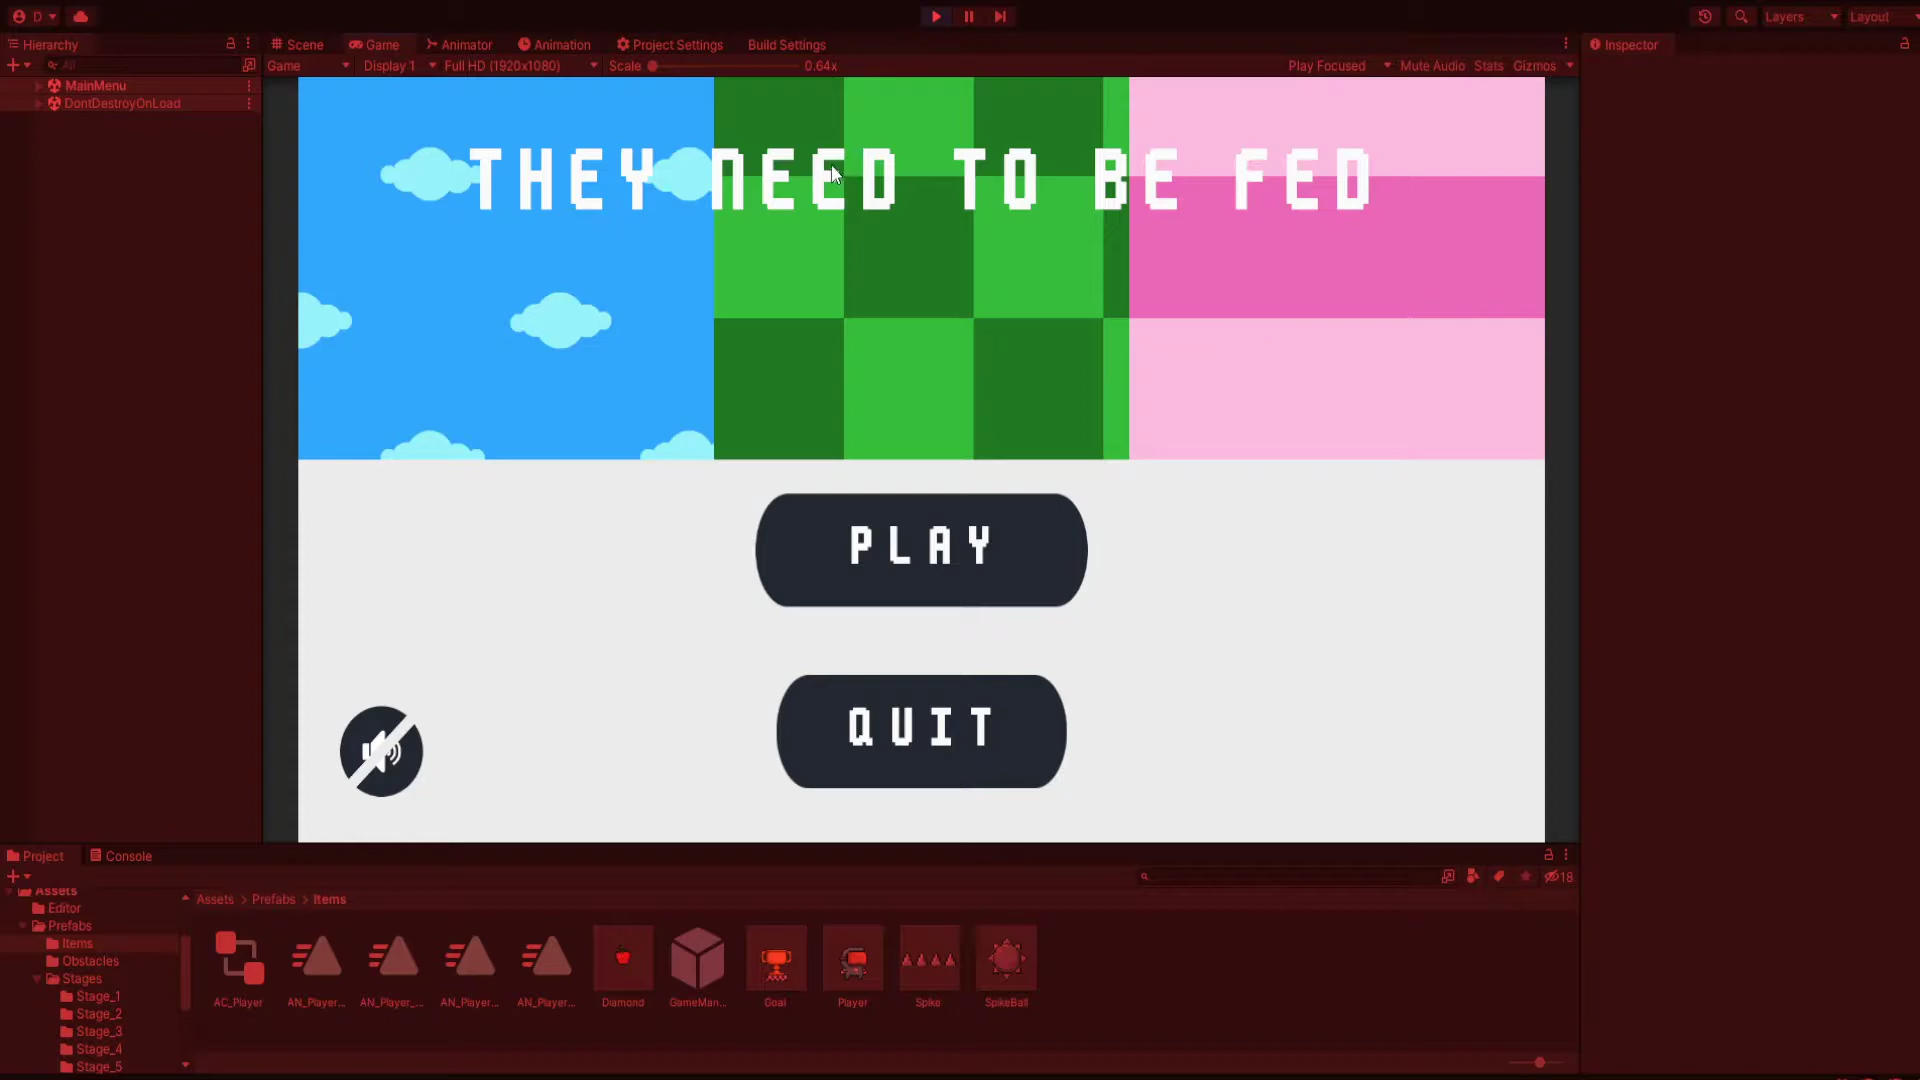 D
Layers
Layout
Hierarchy
Scene
Game
Animator
Animation
Project Settings
Build Settings
Inspector
All
Game
Display 1
Full HD (1920x1080)
Scale
0.64x
Play Focused
Mute Audio
Stats
Gizmos
MainMenu
DontDestroyOnLoad
THEY NEED TO BE FED
PLAY
QUIT
Project
Console
18
Assets
Editor
Prefabs
Items
Obstacles
Stages
Stage_1
Stage_2
Stage_3
Stage_4
Stage_5
Assets > Prefabs > Items
AC_Player
AN_Player...
AN_Player_...
AN_Player...
AN_Player...
Diamond
GameMan...
Goal
Player
Spike
SpikeBall